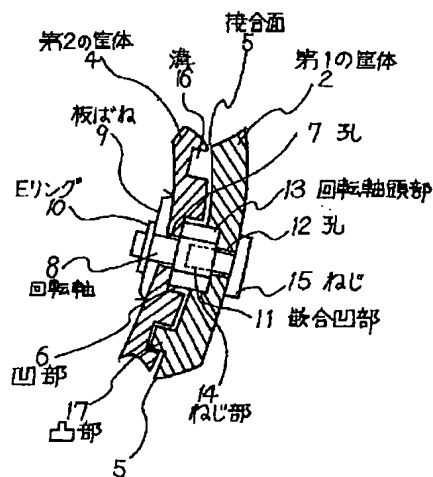 接合面
5
第2の筐体
4
溝
16
第1の筐体
2
板ばね
9
7 孔
Eリング
10
13 回転軸頭部
12 孔
8
回転軸
15 ねじ
11 嵌合凹部
6
凹部
14
ねじ部
17
凸部
5